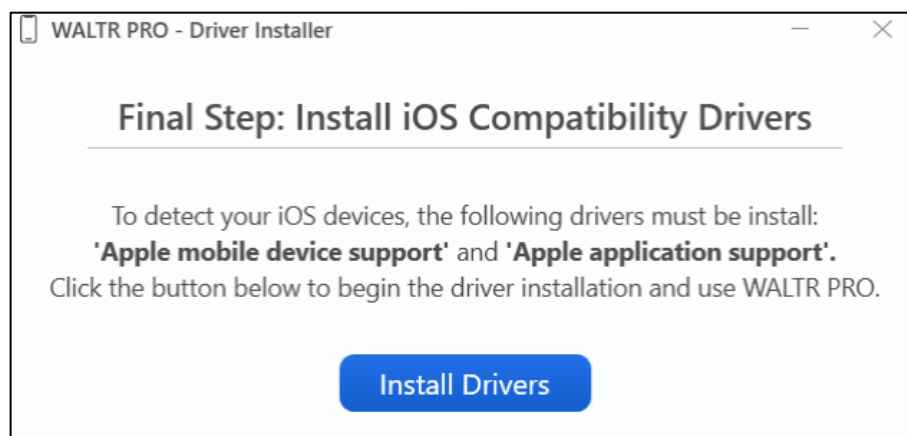 WALTR PRO - Driver Installer
Final Step: Install iOS Compatibility Drivers
To detect your iOS devices, the following drivers must be install:
'Apple mobile device support' and 'Apple application support'.
Click the button below to begin the driver installation and use WALTR PRO.
Install Drivers